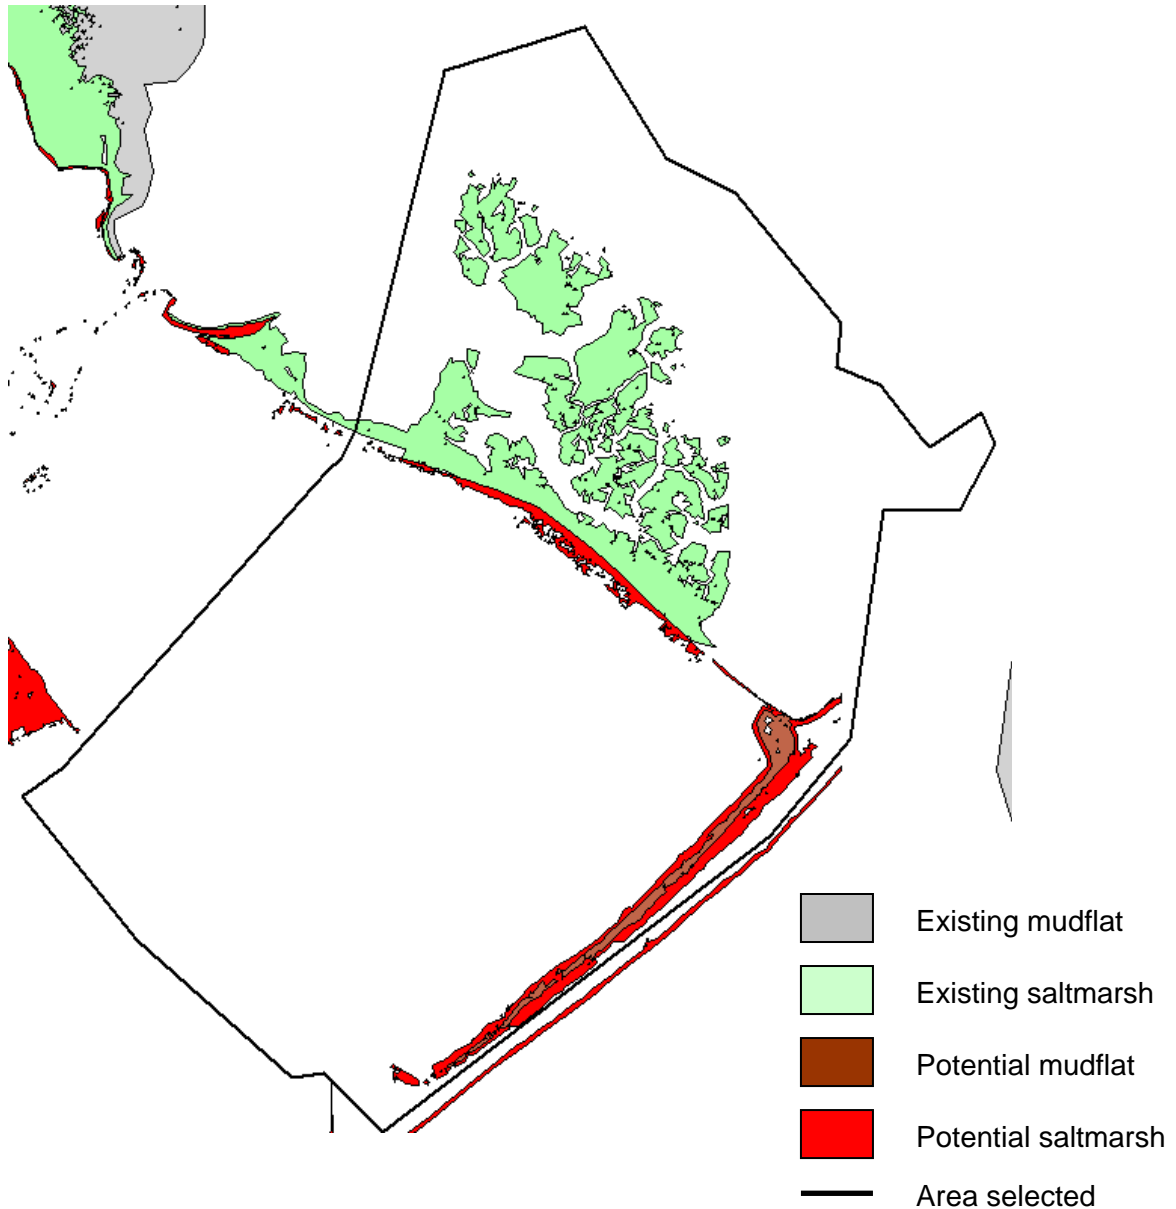 Existing mudflat
Existing saltmarsh
Potential mudflat
Potential saltmarsh
Area selected